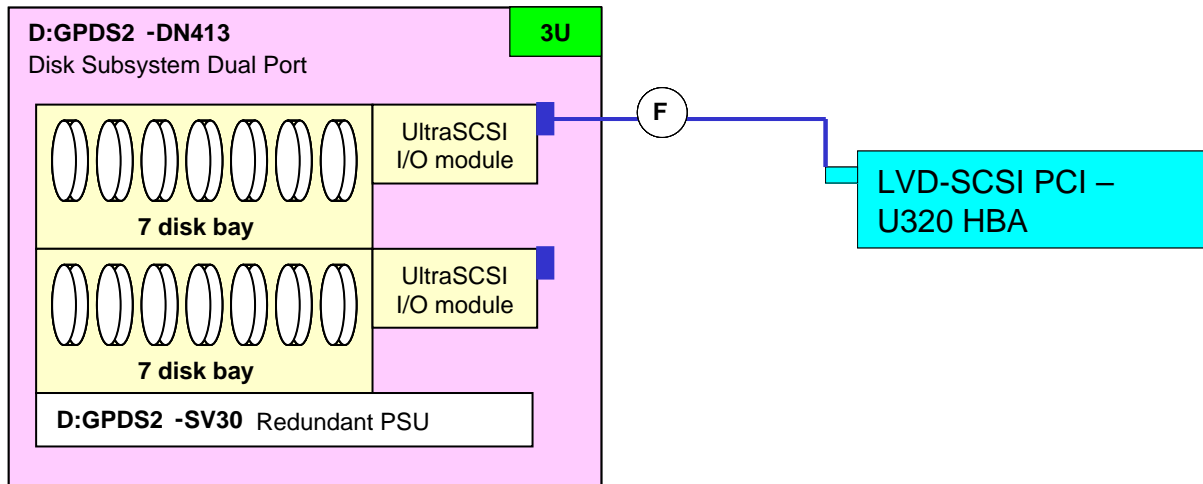 D:GPDS2 -DN413
3U
Disk Subsystem Dual Port
UltraSCSI
I/O module
7 disk bay
F
LVD-SCSI PCI –
U320 HBA
UltraSCSI
I/O module
7 disk bay
D:GPDS2 -SV30 Redundant PSU